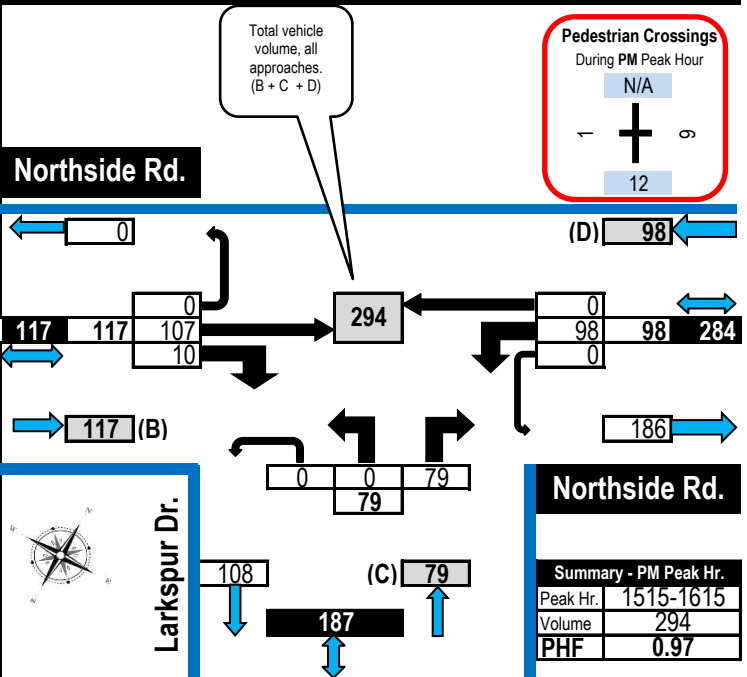 Total vehicle
volume, all
approaches.
(B + C + D)
Pedestrian Crossings
During PM Peak Hour
N/A
1
9
12
Northside Rd.
0
(D) 98
0
107
10
117 117
294
0
98
0
98 284
117 (B)
186
0 0 79
79
Northside Rd.
Larkspur Dr.
108
(C) 79
187
Summary - PM Peak Hr.
Peak Hr. 1515-1615
Volume 294
PHF 0.97